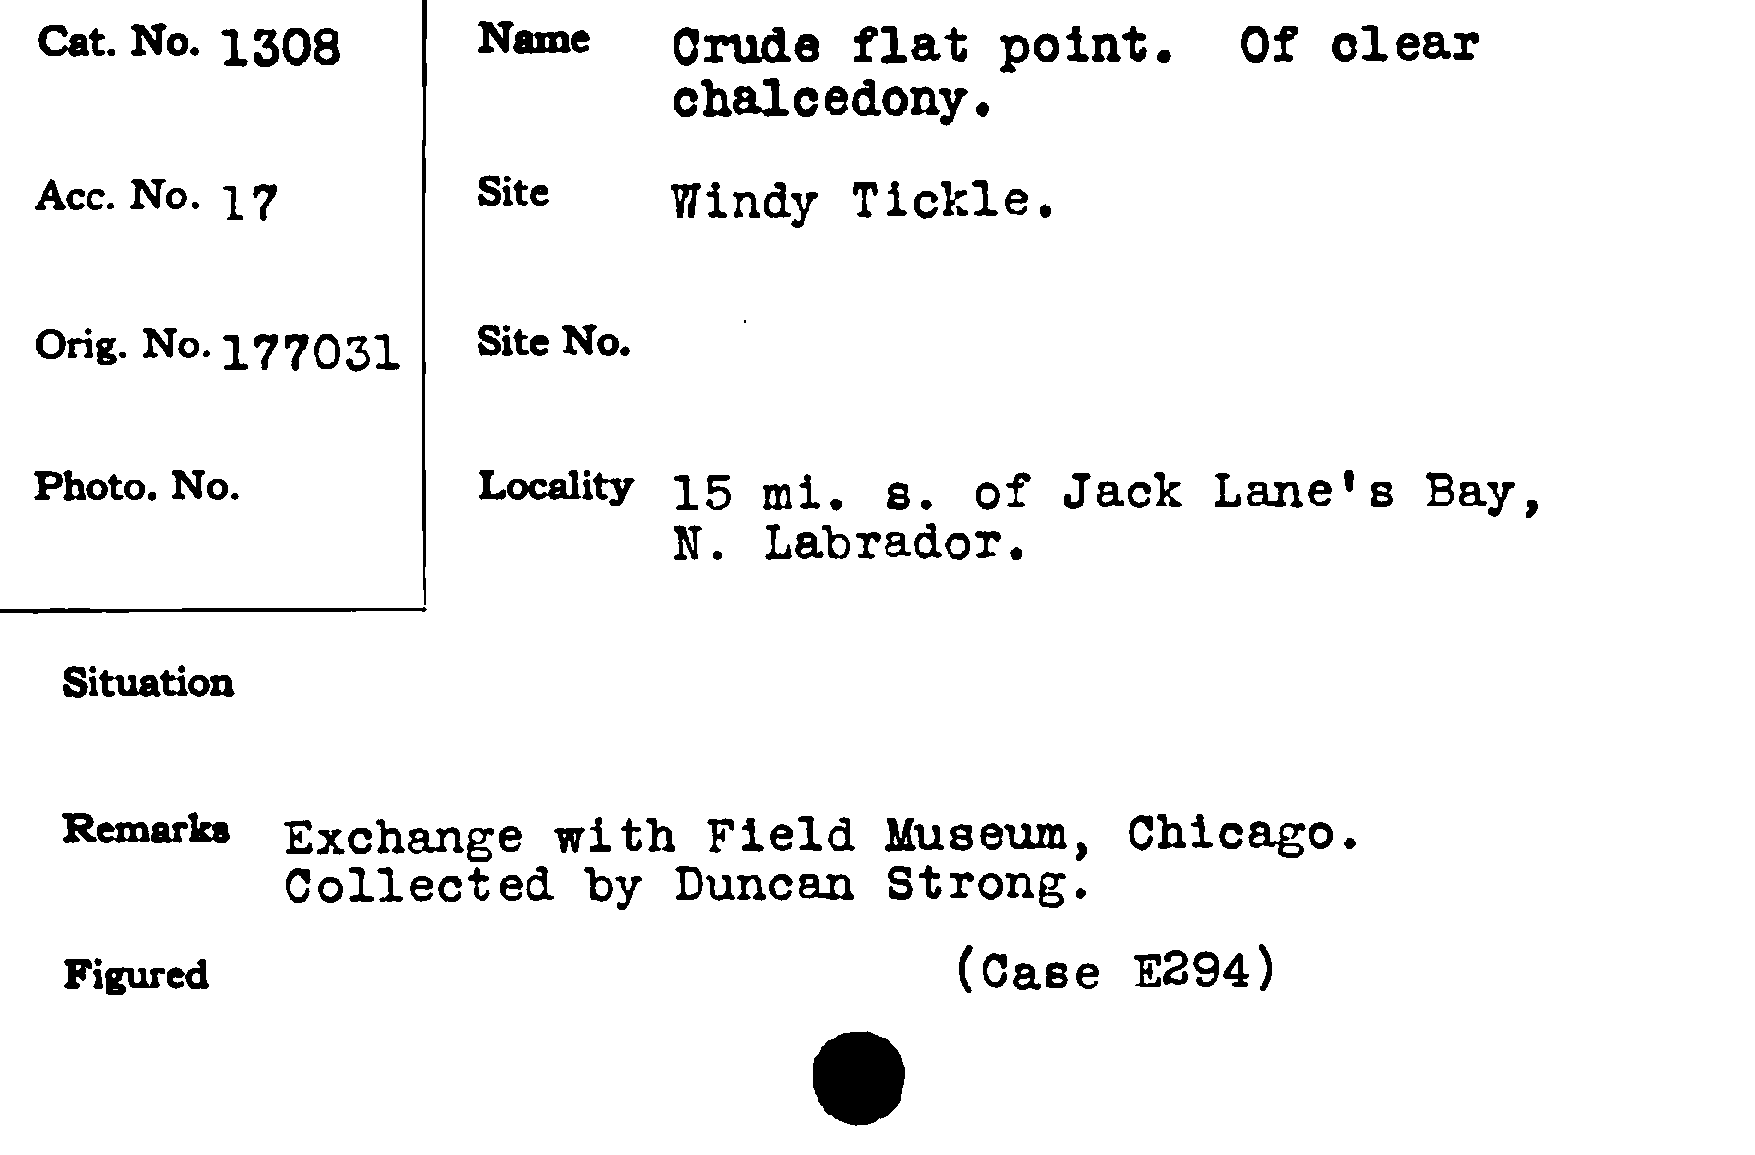 Cat. No. 1308
Name Crude flat point. Of clear
chalcedony.
Acc. No. 17
Site Windy Tickle.
Orig. No. 177031
Site No.
Photo. No.
Locality 15 mi. s. of Jack Lane's Bay,
N. Labrador.
Situation
Remarks Exchange with Field Museum, Chicago.
Collected by Duncan Strong.
Figured (Case E294)